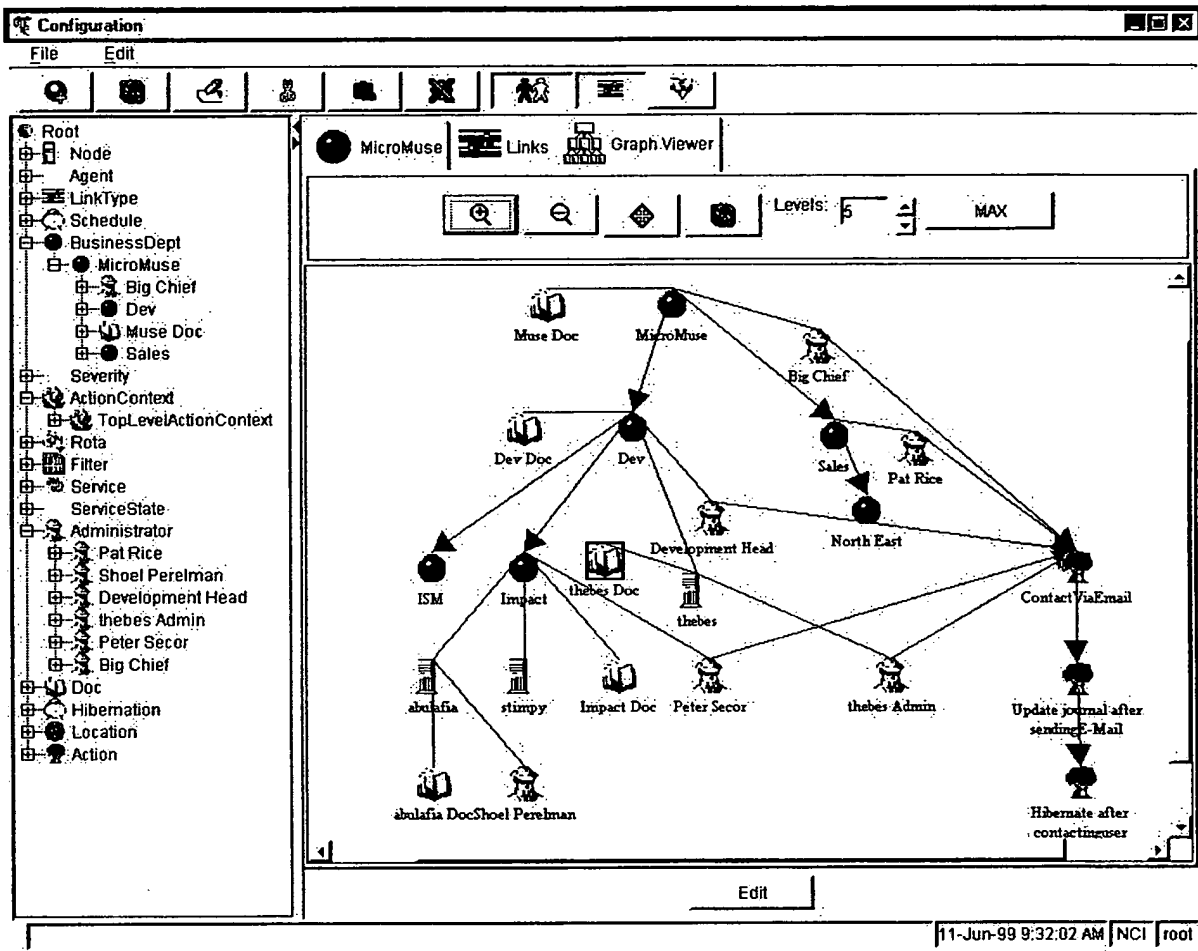 Configuration
File Edit
Root
Node
Agent
LinkType
Schedule
BusinessDept
MicroMuse
Big Chief
Dev
Muse Doc
Sales
Severity
ActionContext
TopLevelActionContext
Rota
Filter
Service
ServiceState
Administrator
Pat Rice
Shoel Perelman
Development Head
thebes Admin
Peter Secor
Big Chief
Doc
Hibernation
Location
Action
MicroMuse Links Graph Viewer
Levels: 5 MAX
Muse Doc MicroMuse
Big Chief
Dev Doc Dev Sales Pat Rice
Development Head North East
ISM Impact thebes Doc thebes ContactViaEmail
abulafia stimpy Impact Doc Peter Secor thebes Admin Update journal after
sendingE-Mail
abulafia Doc Shoel Perelman Hibernate after
contactinguser
Edit
11-Jun-99 9:32:02 AM NCI root